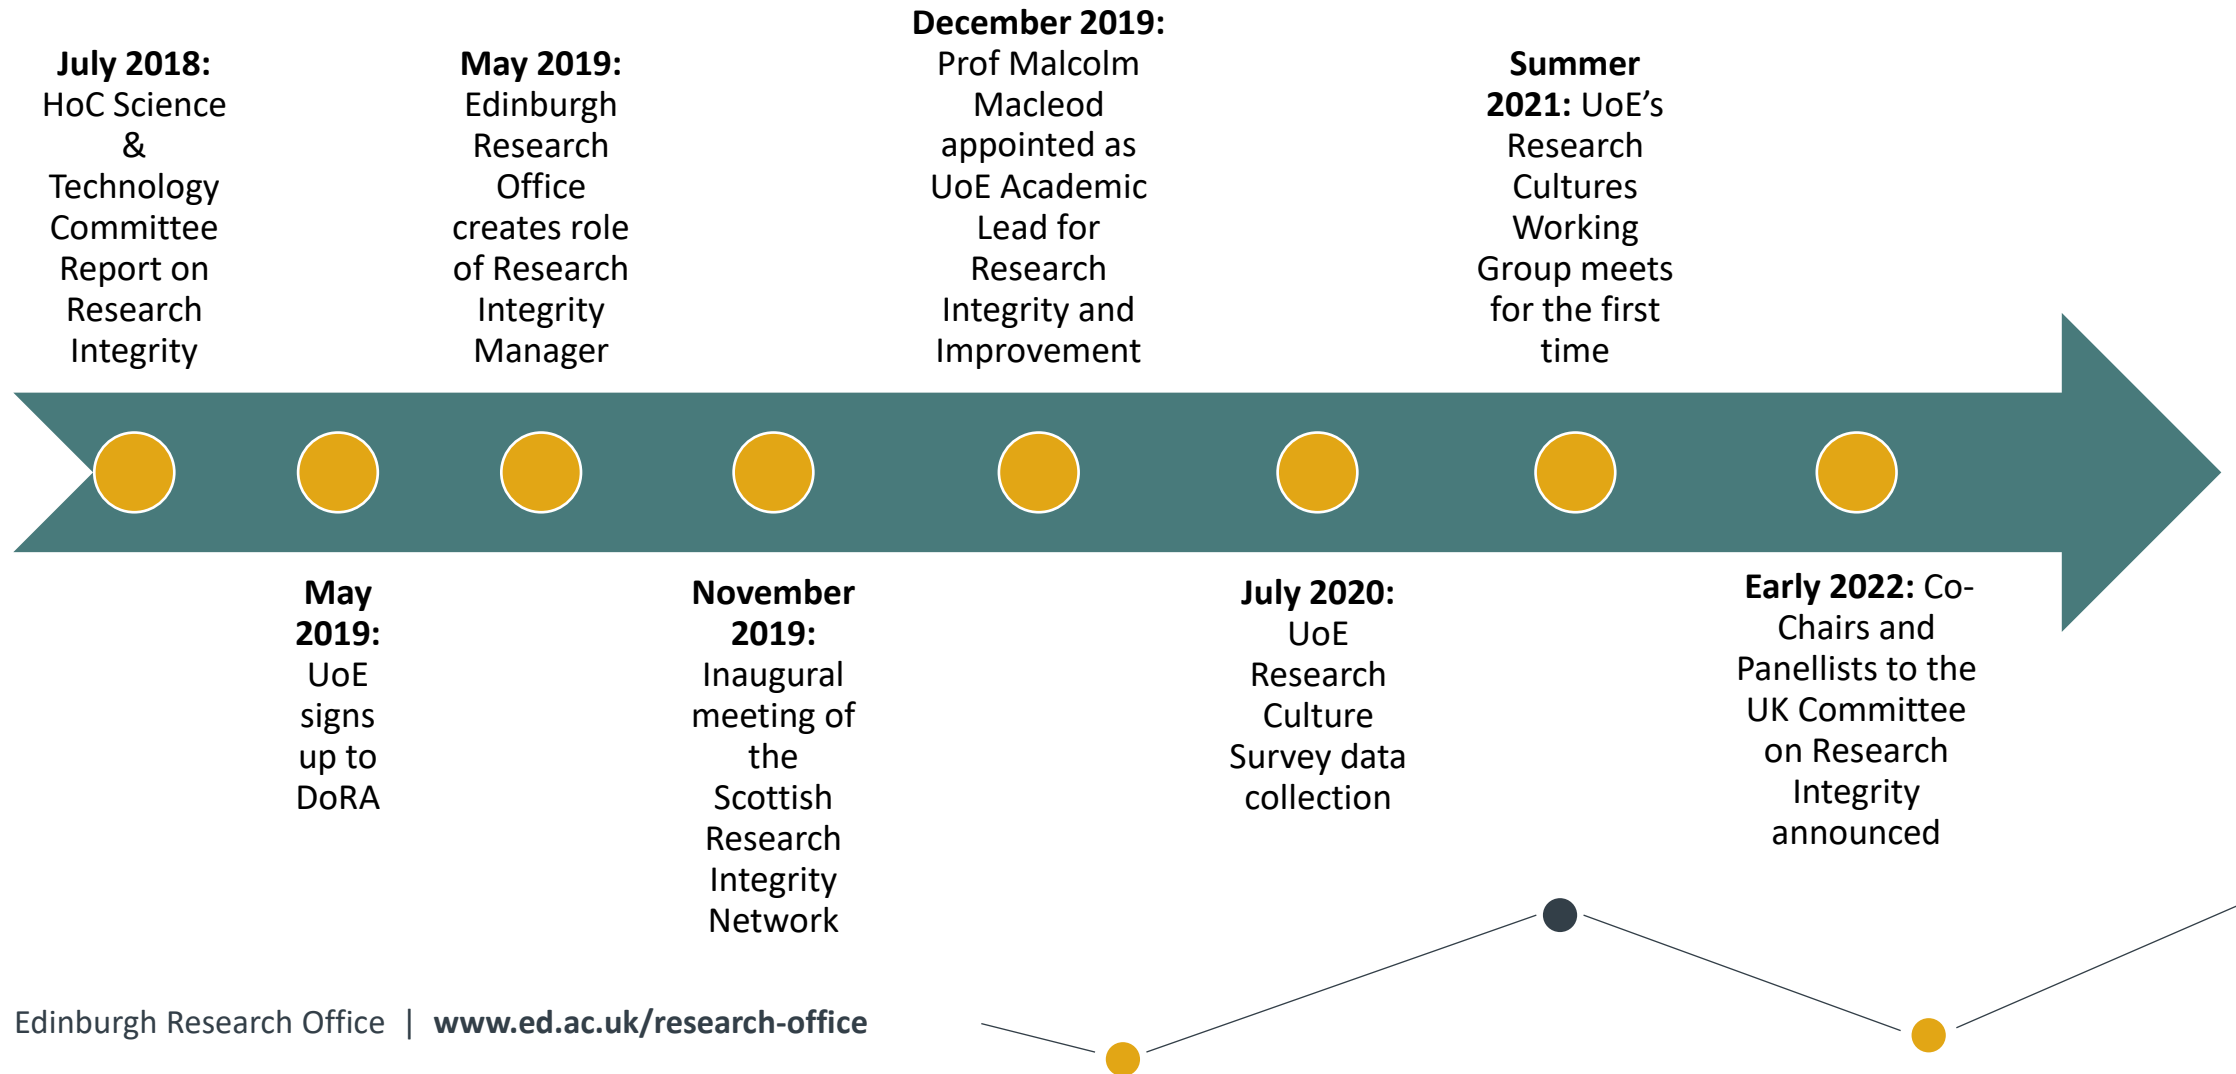 July 2018:
HoC Science
&
Technology
Committee
Report on
Research
Integrity
May
2019:
UoE
signs
up to
DoRA
May 2019:
Edinburgh
Research
Office
creates role
of Research
Integrity
Manager
November
2019:
Inaugural
meeting of
the
Scottish
Research
Integrity
Network
December 2019:
Prof Malcolm
Macleod
appointed as
UoE Academic
Lead for
Research
Integrity and
Improvement
July 2020:
UoE
Research
Culture
Survey data
collection
Summer
2021: UoE’s
Research
Cultures
Working
Group meets
for the first
time
Early 2022: Co-
Chairs and
Panellists to the
UK Committee
on Research
Integrity
announced
Edinburgh Research Office | www.ed.ac.uk/research-office